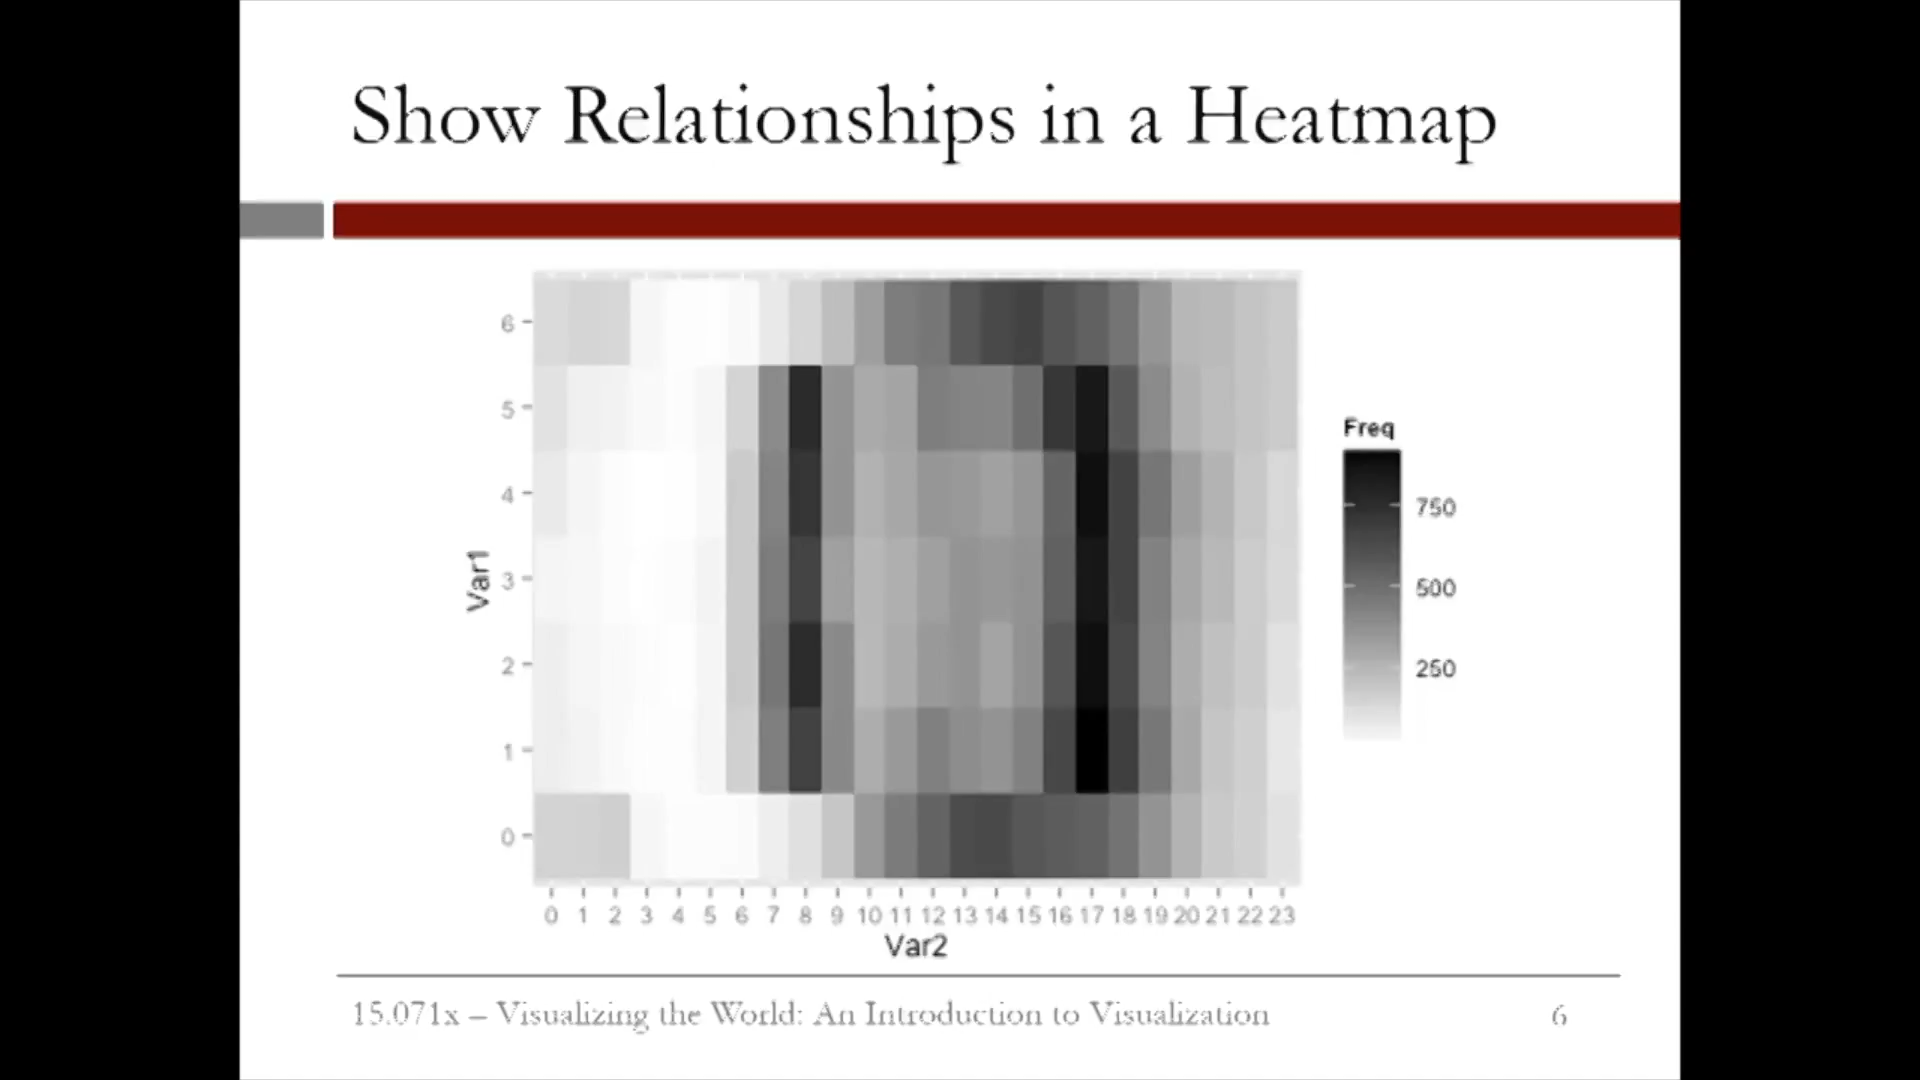 Show Relationships in a Heatmap
6
5
4
3
2
1
0
Var1
0 1 2 3 4 5 6 7 8 9 10 11 12 13 14 15 16 17 18 19 20 21 22 23
Var2
Freq
750
500
250
15.071x – Visualizing the World: An Introduction to Visualization 6